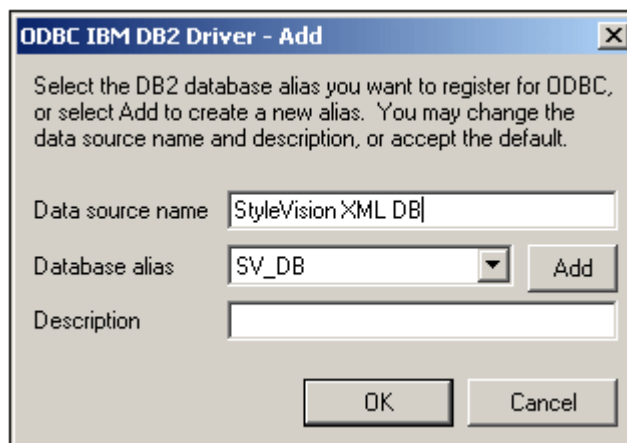 ODBC IBM DB2 Driver - Add
Select the DB2 database alias you want to register for ODBC,
or select Add to create a new alias.  You may change the
data source name and description, or accept the default.
Data source name StyleVision XML DB
Database alias SV_DB Add
Description
OK Cancel